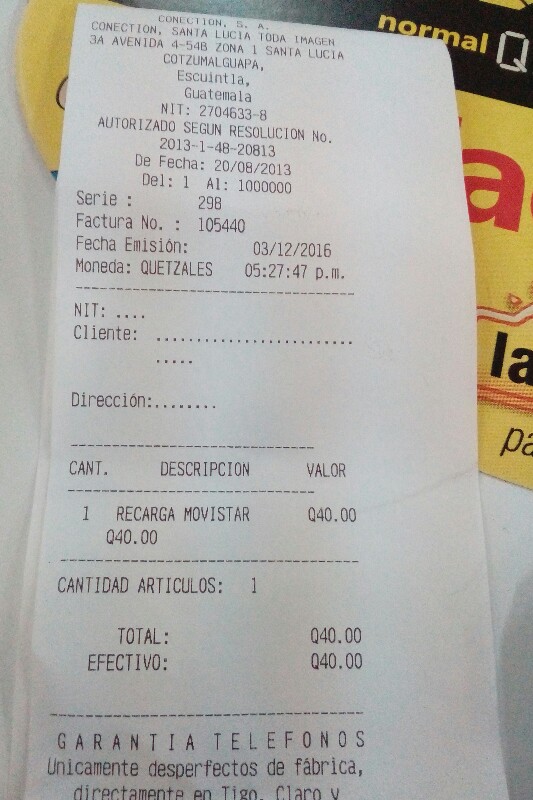 CONECTION, S. A.
CONECTION, SANTA LUCIA TODA IMAGEN
3A AVENIDA 4-54B ZONA 1 SANTA LUCIA
COTZUMALGUAPA,
Escuintla,
Guatemala
NIT: 2704633-8
AUTORIZADO SEGUN RESOLUCION No.
2013-1-48-20813
De Fecha: 20/08/2013
Del: 1 Al: 1000000
Serie : 29B
Factura No. : 105440
Fecha Emisión: 03/12/2016
Moneda: QUETZALES 05:27:47 p.m.
NIT: ....
Cliente: .........................
.....
Dirección:........
CANT. DESCRIPCION VALOR
1 RECARGA MOVISTAR Q40.00
Q40.00
CANTIDAD ARTICULOS: 1
TOTAL: Q40.00
EFECTIVO: Q40.00
GARANTIA TELEFONOS
Unicamente desperfectos de fábrica,
directamente en Tigo, Claro y
normal Q
la
pa